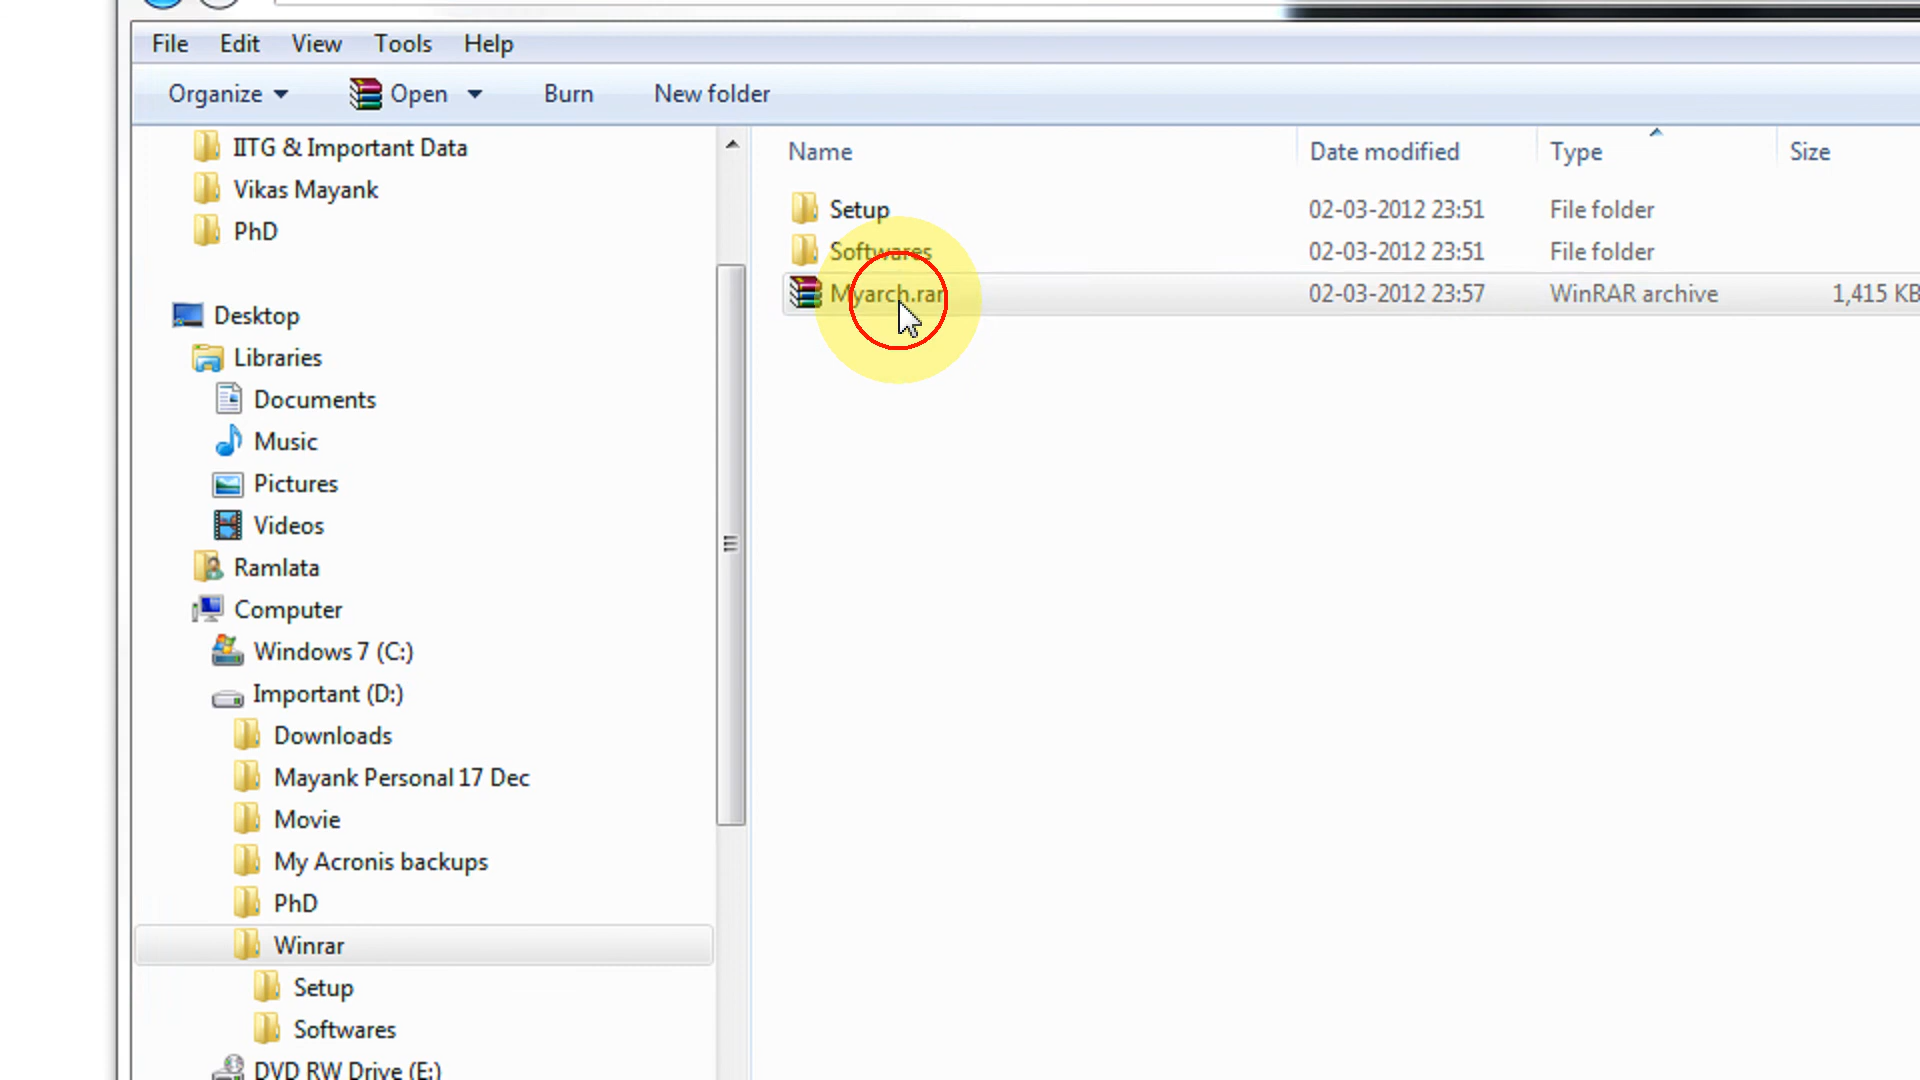 File Edit View Tools Help
Organize Open Burn New folder
IITG & Important Data
Vikas Mayank
PhD
Desktop
Libraries
Documents
Music
Pictures
Videos
Ramlata
Computer
Windows 7 (C:)
Important (D:)
Downloads
Mayank Personal 17 Dec
Movie
My Acronis backups
PhD
Winrar
Setup
Softwares
DVD RW Drive (E:)
Name Date modified Type Size
Setup 02-03-2012 23:51 File folder
Softwares 02-03-2012 23:51 File folder
Myarch.rar 02-03-2012 23:57 WinRAR archive 1,415 KB